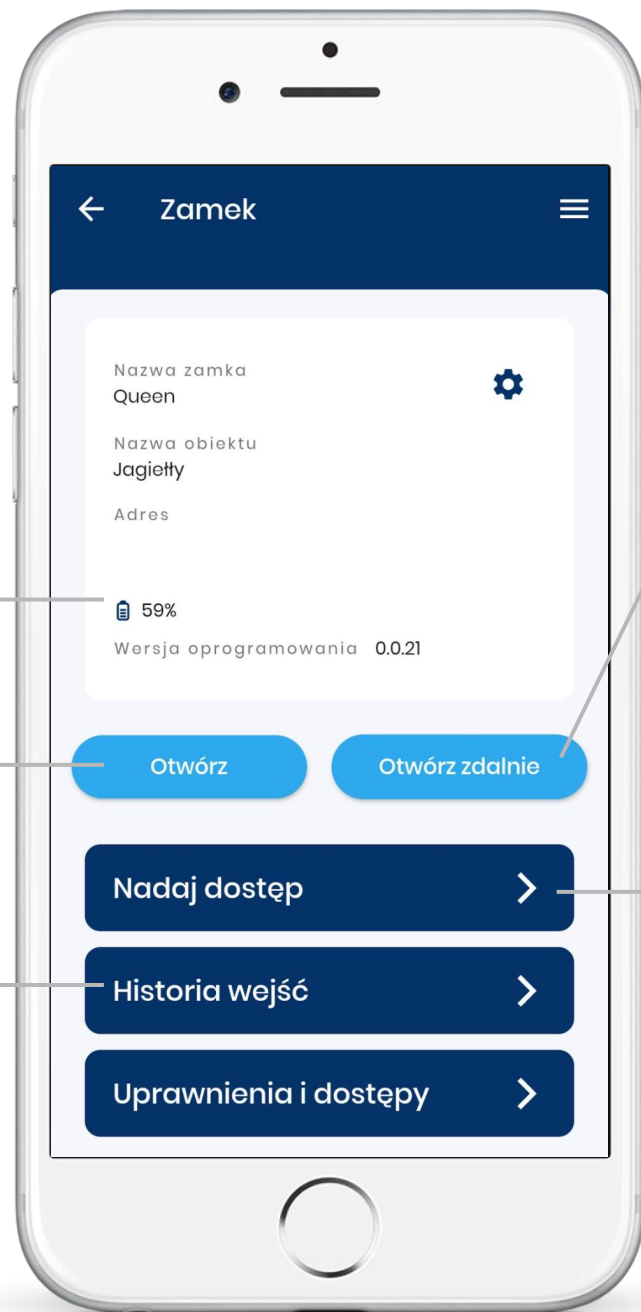 Zamek
Nazwa zamka
Queen
Nazwa obiektu
Jagiełły
Adres
59%
Wersja oprogramowania 0.0.21
Otwórz
Otwórz zdalnie
Nadaj dostęp
Historia wejść
Uprawnienia i dostępy